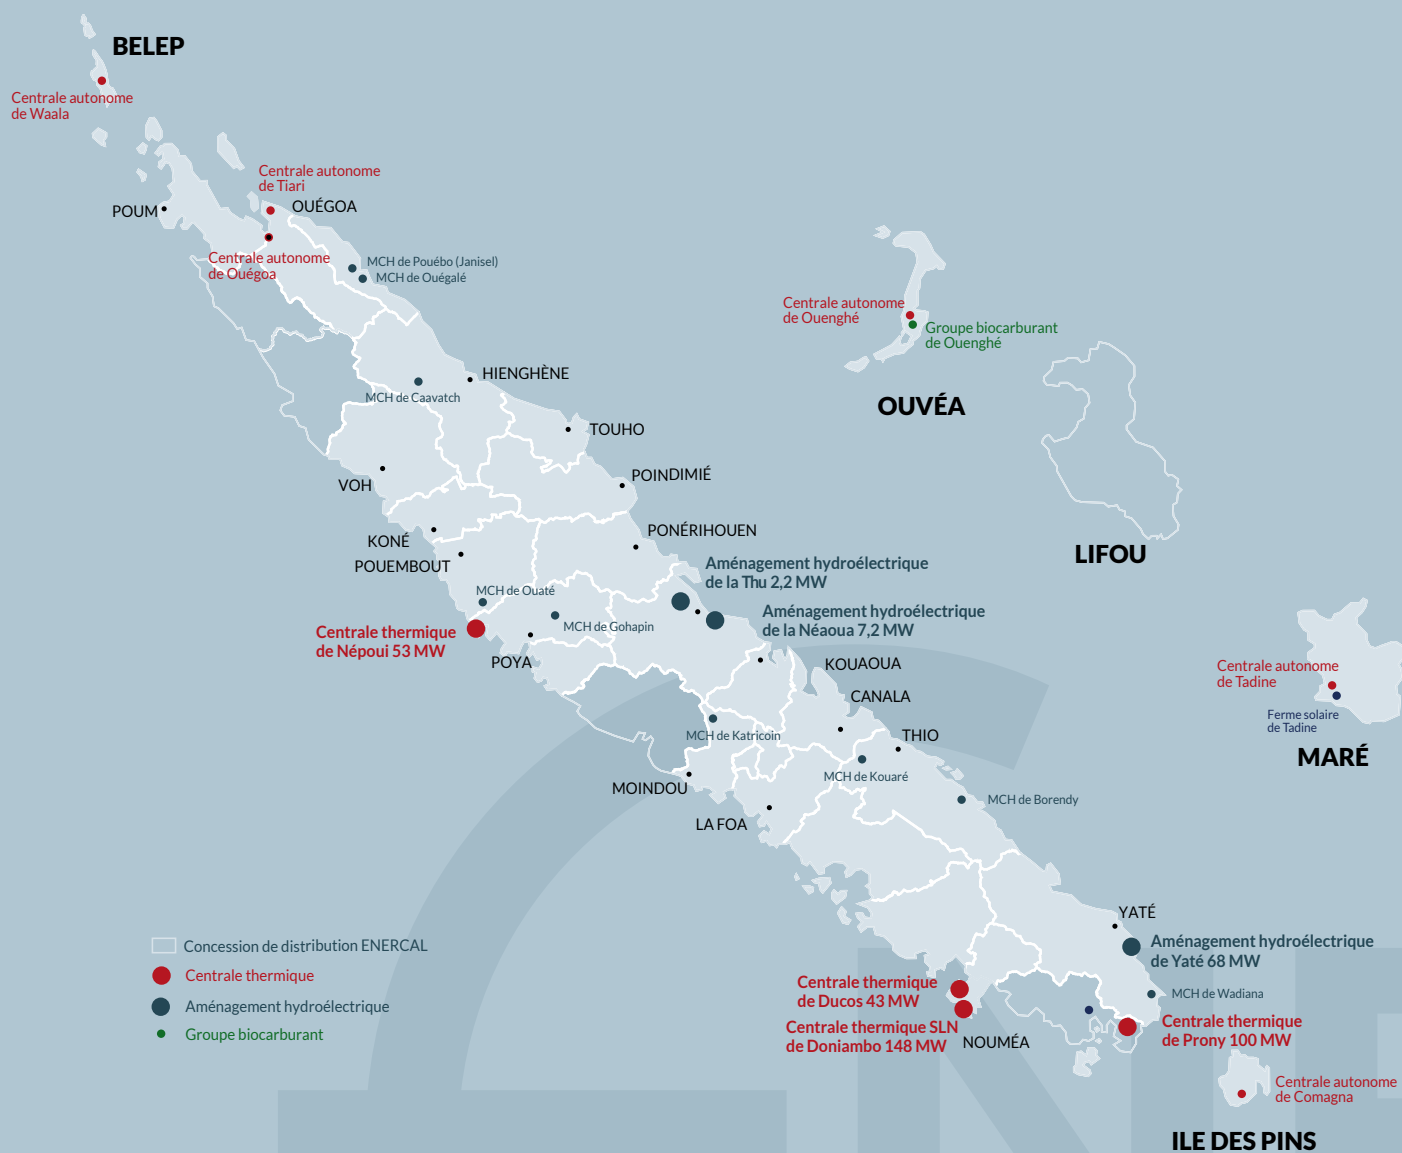 BELEP
Centrale autonome
de Waala
Centrale autonome
de Tiari
POUM
OUÉGOA
Centrale autonome
de Ouégoa
MCH de Pouébo (Janisel)
MCH de Ouégalé
Centrale autonome
de Ouenghé
Groupe biocarburant
de Ouenghé
HIENGHÈNE
MCH de Caavatch
OUVÉA
TOUHO
POINDIMIÉ
VOH
PONÉRIHOUEN
KONÉ
LIFOU
POUEMBOUT
Aménagement hydroélectrique
de la Thu 2,2 MW
MCH de Ouaté
Aménagement hydroélectrique
de la Néaoua 7,2 MW
MCH de Gohapin
Centrale thermique
de Népoui 53 MW
POYA
KOUAOUA
Centrale autonome
de Tadine
CANALA
Ferme solaire
de Tadine
MCH de Katricoin
THIO
MARÉ
MCH de Kouaré
MOINDOU
MCH de Borendy
LA FOA
YATÉ
Concession de distribution ENERCAL
Aménagement hydroélectrique
de Yaté 68 MW
Centrale thermique
Centrale thermique
de Ducos 43 MW
MCH de Wadiana
Aménagement hydroélectrique
Centrale thermique SLN
de Doniambo 148 MW
Centrale thermique
de Prony 100 MW
Groupe biocarburant
NOUMÉA
Centrale autonome
de Comagna
ILE DES PINS